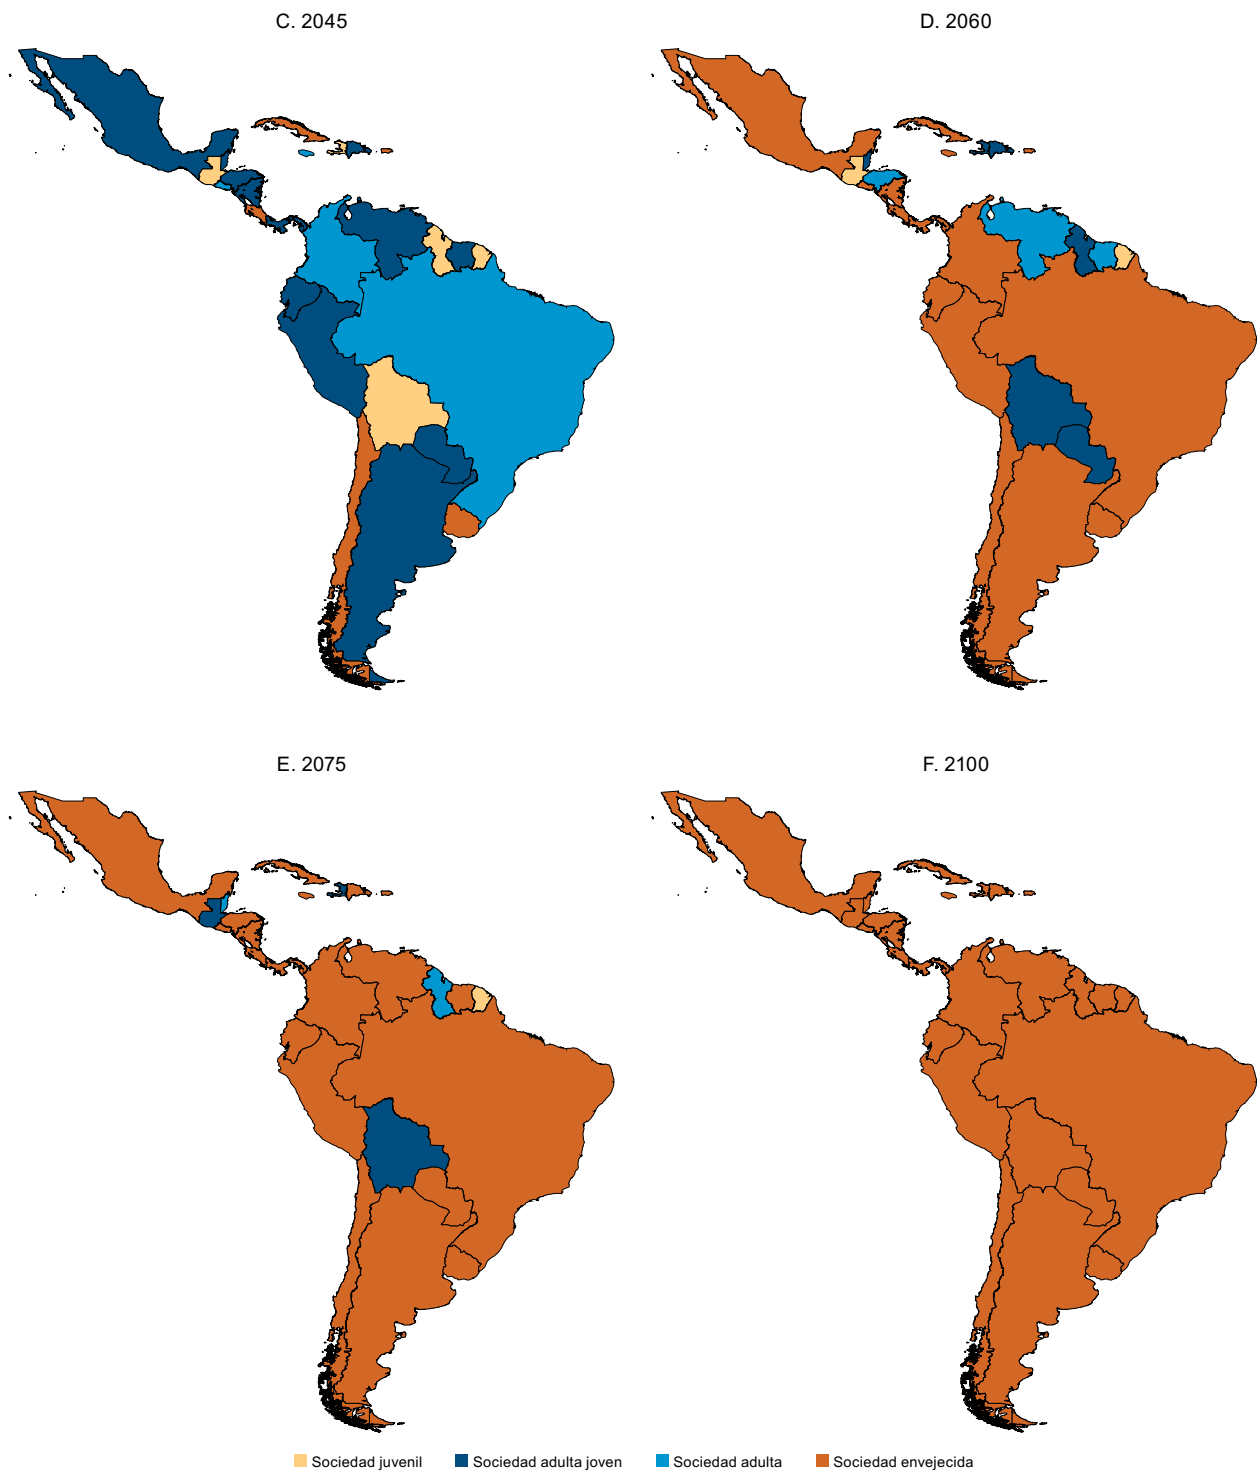 C. 2045
D. 2060
E. 2075
F. 2100
Sociedad juvenil
Sociedad adulta joven
Sociedad adulta
Sociedad envejecida